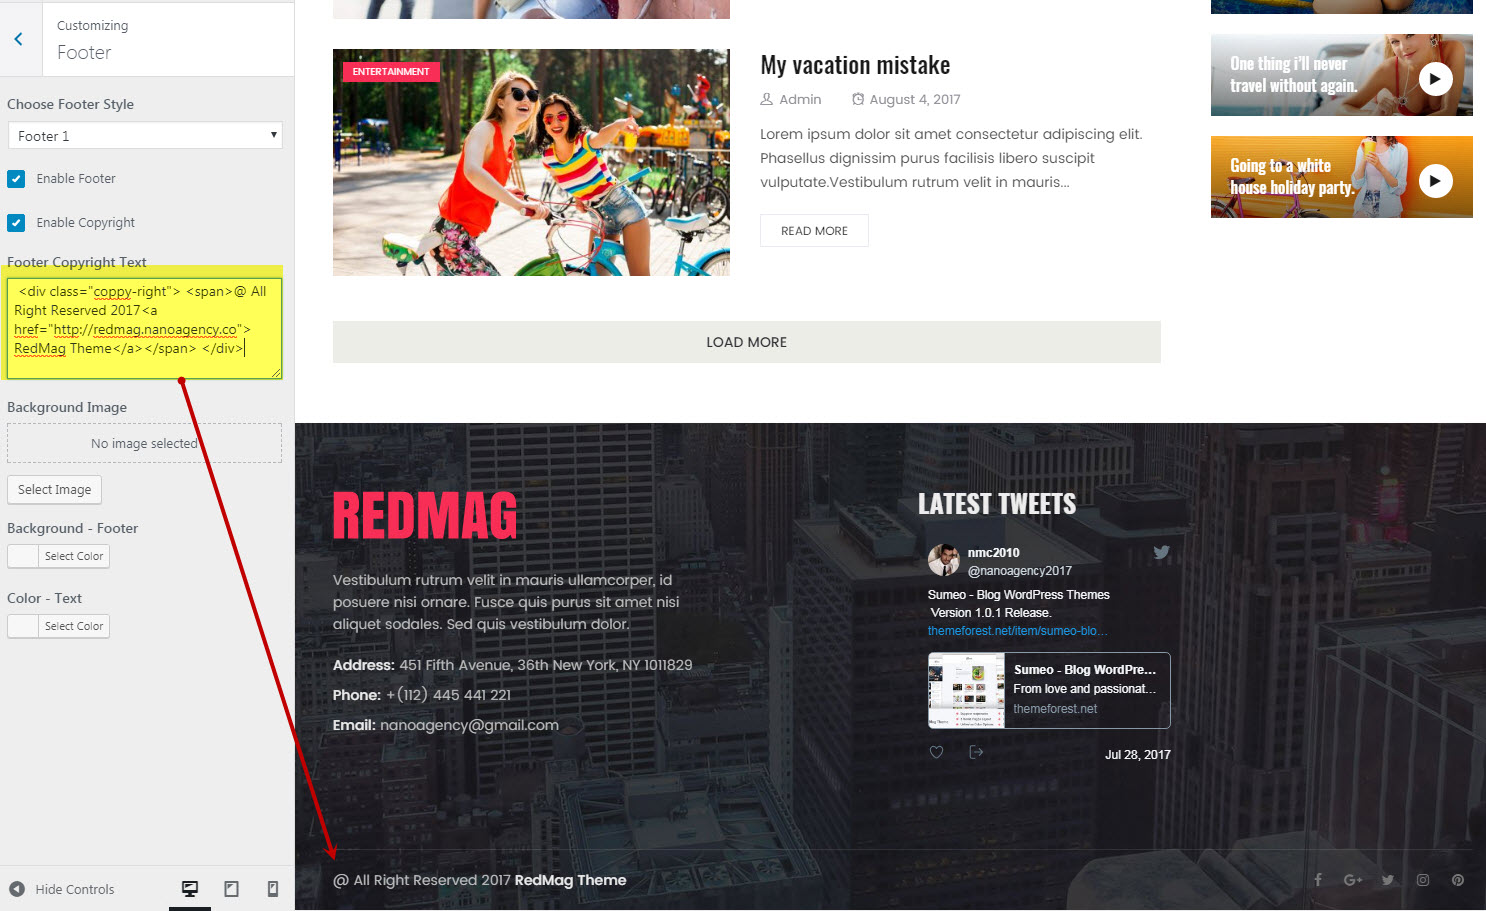 Customizing
Footer
Choose Footer Style
Footer 1
Enable Footer
Enable Copyright
Footer Copyright Text
<div class="coppy-right"> <span>@ All
Right Reserved 2017<a
href="http://redmag.nanoagency.co">
RedMag Theme</a></span> </div>
Background Image
No image selected
Select Image
Background - Footer
Select Color
Color - Text
Select Color
Hide Controls
ENTERTAINMENT
My vacation mistake
Admin August 4, 2017
Lorem ipsum dolor sit amet consectetur adipiscing elit.
Phasellus dignissim purus facilisis libero suscipit
vulputate.Vestibulum rutrum velit in mauris...
READ MORE
LOAD MORE
One thing i'll never
travel without again.
Going to a white
house holiday party.
REDMAG
Vestibulum rutrum velit in mauris ullamcorper, id
posuere nisi ornare. Fusce quis purus sit amet nisi
aliquet sodales. Sed quis vestibulum dolor.
Address: 451 Fifth Avenue, 36th New York, NY 1011829
Phone: +(112) 445 441 221
Email: nanoagency@gmail.com
LATEST TWEETS
nmc2010
@nanoagency2017
Sumeo - Blog WordPress Themes
Version 1.0.1 Release.
themeforest.net/item/sumeo-blo...
Sumeo - Blog WordPre...
From love and passionat...
themeforest.net
Jul 28, 2017
@ All Right Reserved 2017 RedMag Theme